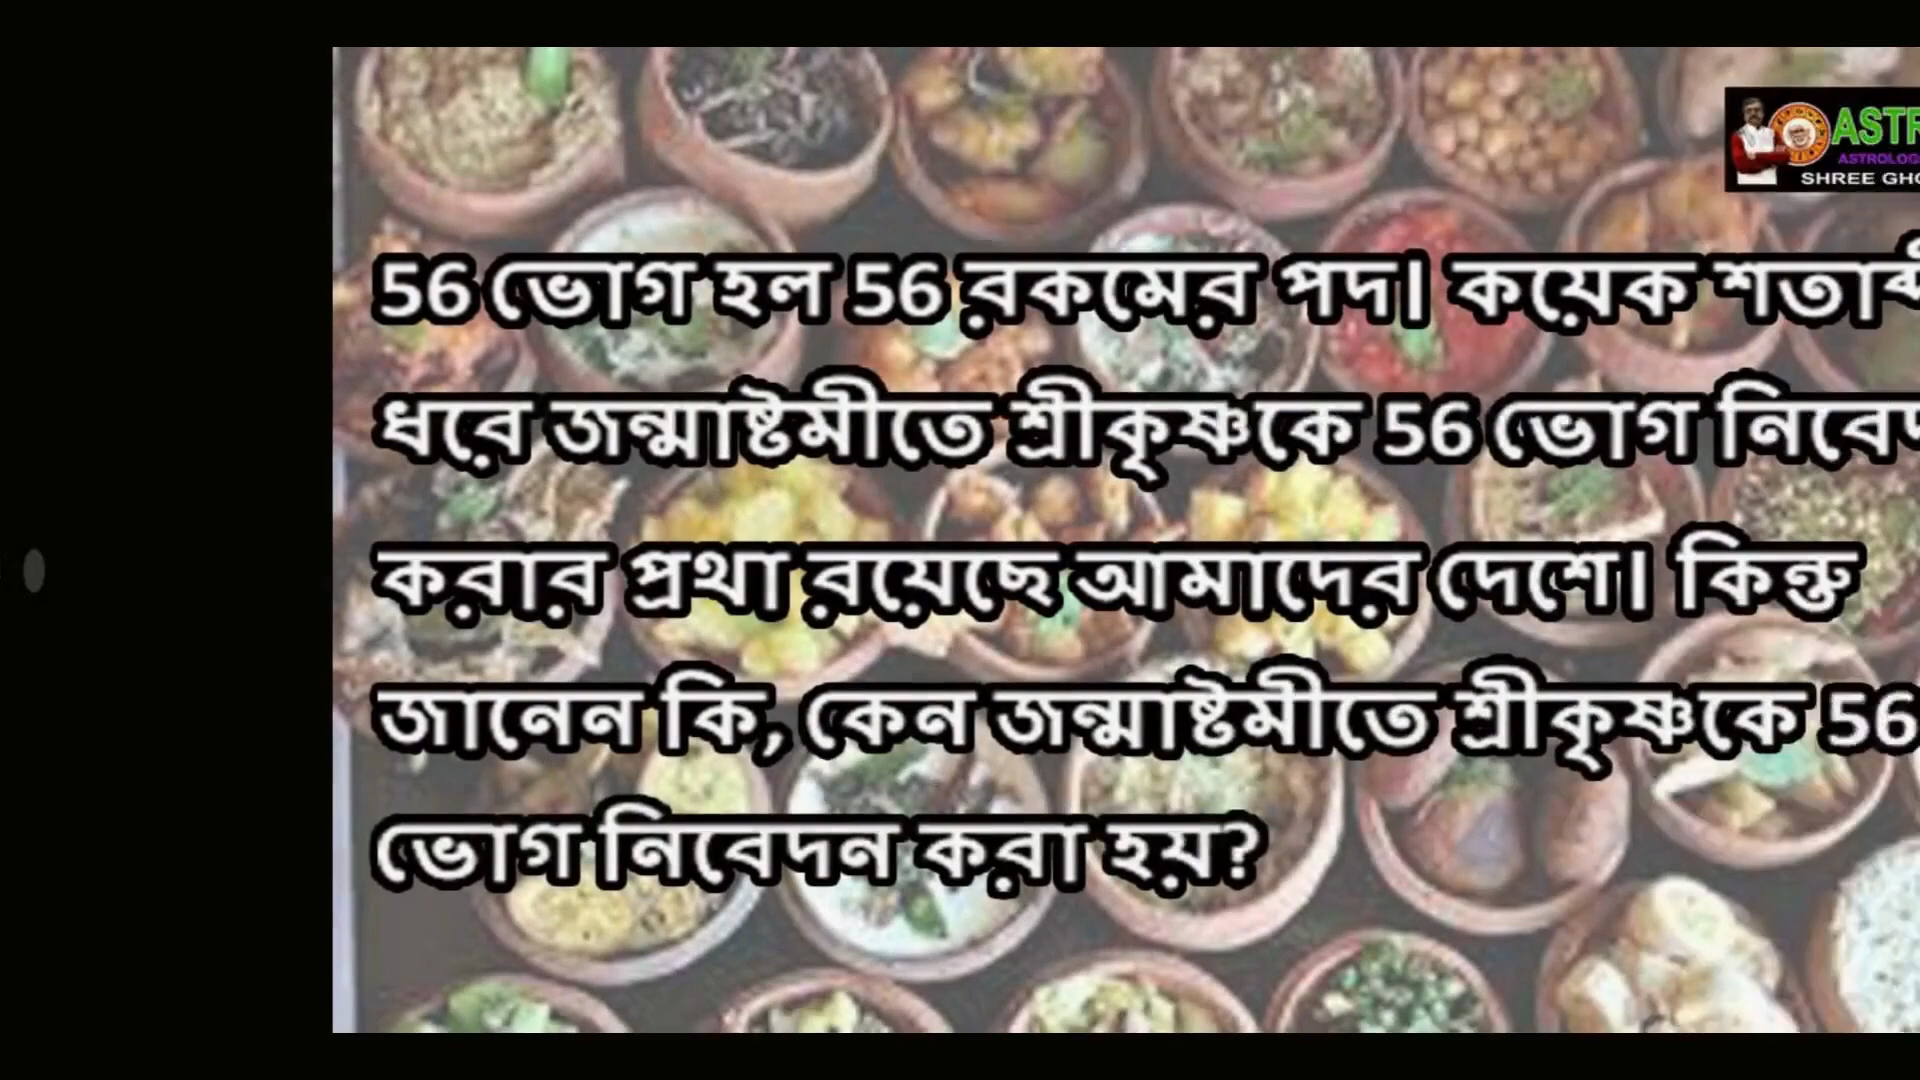 SHREE
56 ভোগ হল 56 রকমের পদ। কয়েক
ধরে জন্মাষ্টমীতে শ্রীকৃষ্ণকে 56 ভোগ
করার প্রথা রয়েছে আমাদের দেশে। কিন্তু
জানেন কি, কেন জন্মাষ্টমীতে শ্রীকৃষ্ণকে 56
ভোগ নিবেদন করা হয়?